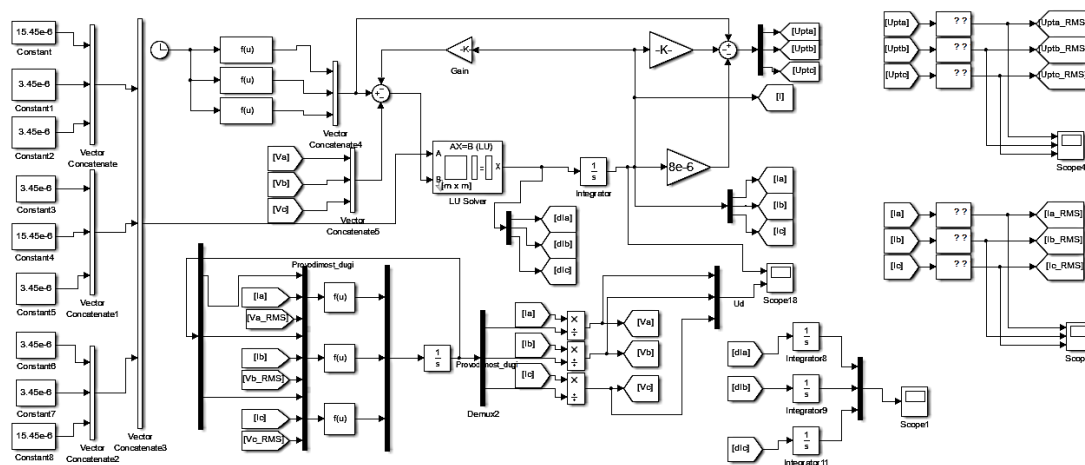 15.45e-6
Constant
3.45e-6
Constant1
3.45e-6
Constant2
Vector
Concatenate
3.45e-6
Constant3
15.45e-6
Constant4
3.45e-6
Constant5
Vector
Concatenate1
3.45e-6
Constant6
3.45e-6
Constant7
15.45e-6
Constant8
Vector
Concatenate2
Vector
Concatenate3
f(u)
f(u)
f(u)
Vector
Concatenate4
[Va]
[Vb]
[Vc]
Vector
Concatenate5
-K-
Gain
AX=B (LU)
A
B
X
[m x m]
LU Solver
1
s
Integrator
-K-
8e-6
[Upta]
[Uptb]
[Uptc]
[I]
[Ia]
[Ib]
[Ic]
[dIa]
[dIb]
[dIc]
Scope18
Provodimost_dugi
[Ia]
[Va_RMS]
[Ib]
[Vb_RMS]
[Ic]
[Vc_RMS]
f(u)
f(u)
f(u)
1
s
Provodimost_dugi
Demux2
[Ia]
[Ib]
[Ic]
×
÷
×
÷
×
÷
[Va]
[Vb]
[Vc]
Ud
[dIa]
[dIb]
[dIc]
1
s
Integrator8
1
s
Integrator9
1
s
Integrator11
Scope1
[Upta]
[Uptb]
[Uptc]
? ?
? ?
? ?
[Upta_RMS]
[Uptb_RMS]
[Uptc_RMS]
Scope4
[Ia]
[Ib]
[Ic]
? ?
? ?
? ?
[Ia_RMS]
[Ib_RMS]
[Ic_RMS]
Scope